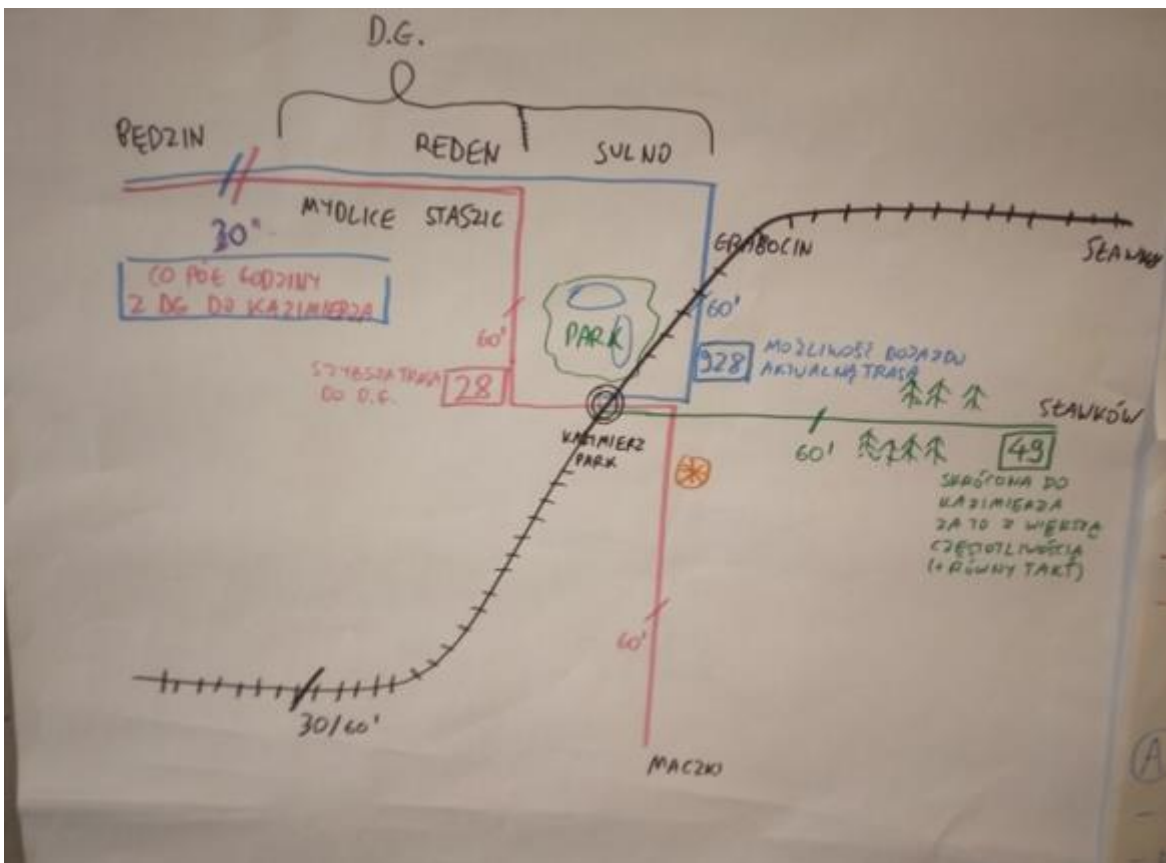 D.G.
BĘDZIN
REDEN
SULNO
MYDLICE STASZIC
30"
CO PÓŁ GODZINY
Z DG DO KAZIMIERZA
GRABOCIN
60'
60'
PARK
SZYBSZA TRASA
DO D.G.
28
928
MOŻLIWOŚĆ DOJAZDU
AKTUALNĄ TRASĄ
KAZIMIERZ
PARK
SŁAWKÓW
60'
49
SKRÓCONA DO
KAZIMIERZA
ZA TO Z WIĘKSZĄ
CZĘSTOTLIWOŚCIĄ
(+RÓWNY TAKT)
60'
30/60'
MACZKI
A